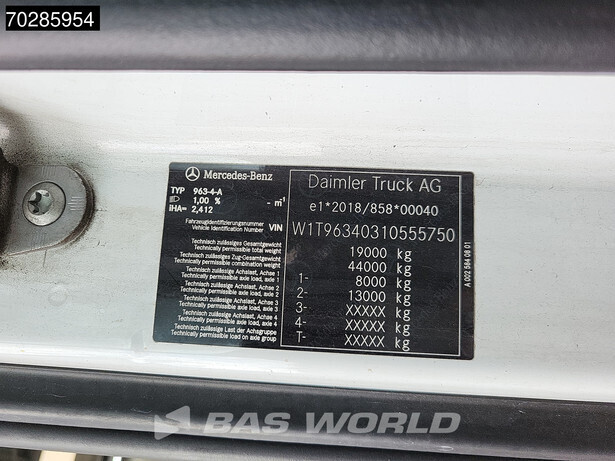 70285954
Mercedes-Benz
TYP 963-4-A
1,00 % - m⁻¹
iHA= 2,412
Fahrzeugidentifizierungsnummer
Vehicle Identification Number VIN
Technisch zulässiges Gesamtgewicht
Technically permissible total weight
Technisch zulässiges Zuggesamtgewicht
Technically permissible combination weight
Technisch zulässige Achslast, Achse 1
Technically permissible axle load, axle 1
Technisch zulässige Achslast, Achse 2
Technically permissible axle load, axle 2
Technisch zulässige Achslast, Achse 3
Technically permissible axle load, axle 3
Technisch zulässige Achslast, Achse 4
Technically permissible axle load, axle 4
Technisch zulässige Last der Achsgruppe
Technically permissible load on axle group
Daimler Truck AG
e1*2018/858*00040
W1T96340310555750
19000 kg
44000 kg
1- 8000 kg
2- 13000 kg
3- XXXXX kg
4- XXXXX kg
T- XXXXX kg
A 002 584 08 01
BAS WORLD